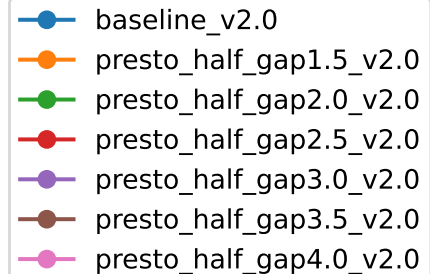 baseline_v2.0
presto_half_gap1.5_v2.0
presto_half_gap2.0_v2.0
presto_half_gap2.5_v2.0
presto_half_gap3.0_v2.0
presto_half_gap3.5_v2.0
presto_half_gap4.0_v2.0